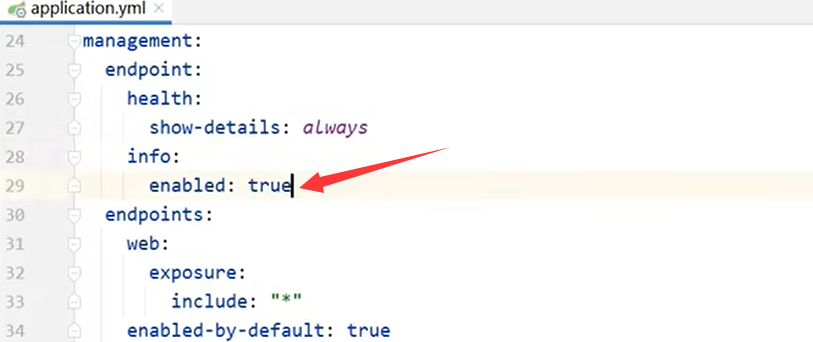 application.yml
24 management:
25 endpoint:
26 health:
27 show-details: always
28 info:
29 enabled: true
30 endpoints:
31 web:
32 exposure:
33 include: "*"
34 enabled-by-default: true